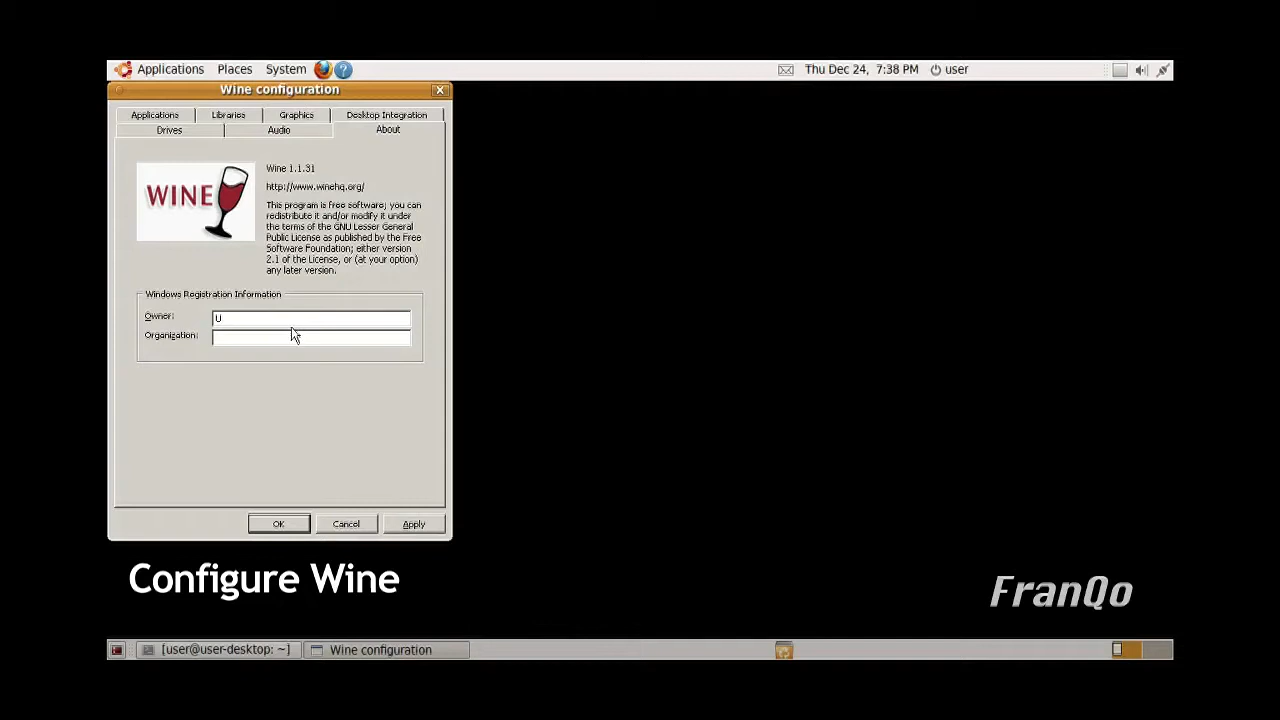 Applications Places System Thu Dec 24, 7:38 PM user
Wine configuration
Applications Libraries Graphics Desktop Integration
Drives Audio About
WINE
Wine 1.1.31
http://www.winehq.org/
This program is free software; you can
redistribute it and/or modify it under
the terms of the GNU Lesser General
Public License as published by the Free
Software Foundation; either version
2.1 of the License, or (at your option)
any later version.
Windows Registration Information
Owner: U
Organization:
OK Cancel Apply
Configure Wine
FranQo
[user@user-desktop: ~] Wine configuration